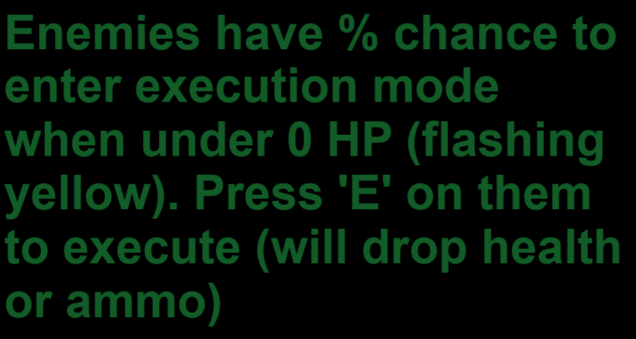 Enemies have % chance to
enter execution mode
when under 0 HP (flashing
yellow). Press 'E' on them
to execute (will drop health
or ammo)